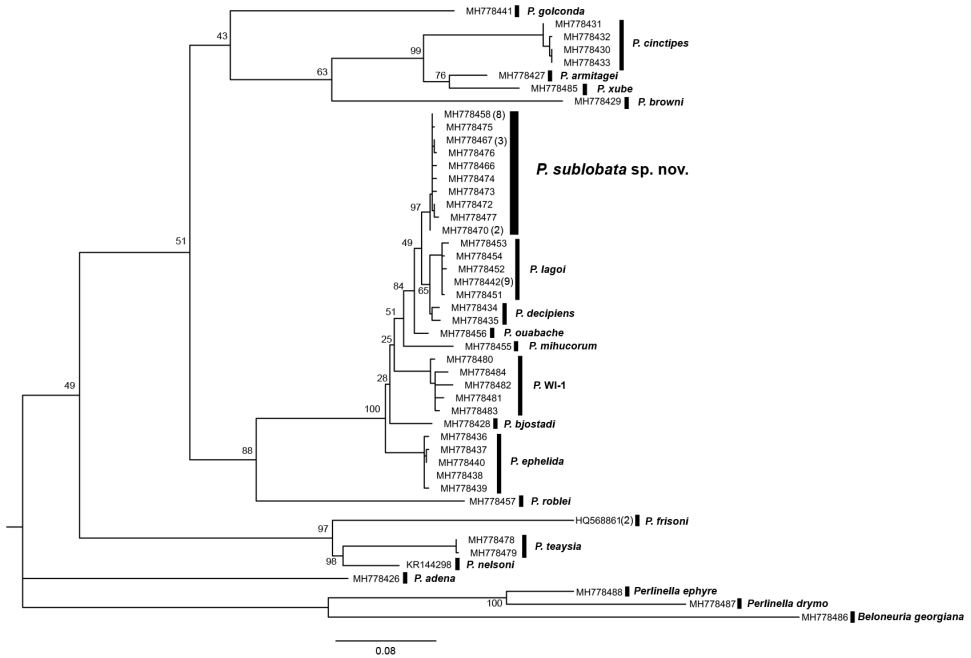 MH778441 P. golconda
43
MH778431
MH778432
P. cinctipes
MH778430
99
MH778433
63
76
MH778427 P. armitagei
MH778485 P. xube
MH778429 P. browni
MH778458 (8)
MH778475
MH778467 (3)
MH778476
MH778466
P. sublobata sp. nov.
MH778474
MH778473
MH778472
97
MH778477
MH778470 (2)
51
49
MH778453
MH778454
MH778452
P. lagoi
MH778442 (9)
84
65
MH778451
MH778434
P. decipiens
51
MH778435
MH778456 P. ouabache
25
MH778455 P. mihucorum
MH778480
MH778484
28
49
MH778482
P. WI-1
MH778481
100
MH778483
MH778428 P. bjostadi
MH778436
MH778437
88
MH778440
P. ephelida
MH778438
MH778439
MH778457 P. roblei
HQ568861(2) P. frisoni
97
MH778478
P. teaysia
MH778479
98
KR144298 P. nelsoni
MH778426 P. adena
MH778488 Perlinella ephyre
100
MH778487 Perlinella drymo
MH778486 Beloneuria georgiana
0.08